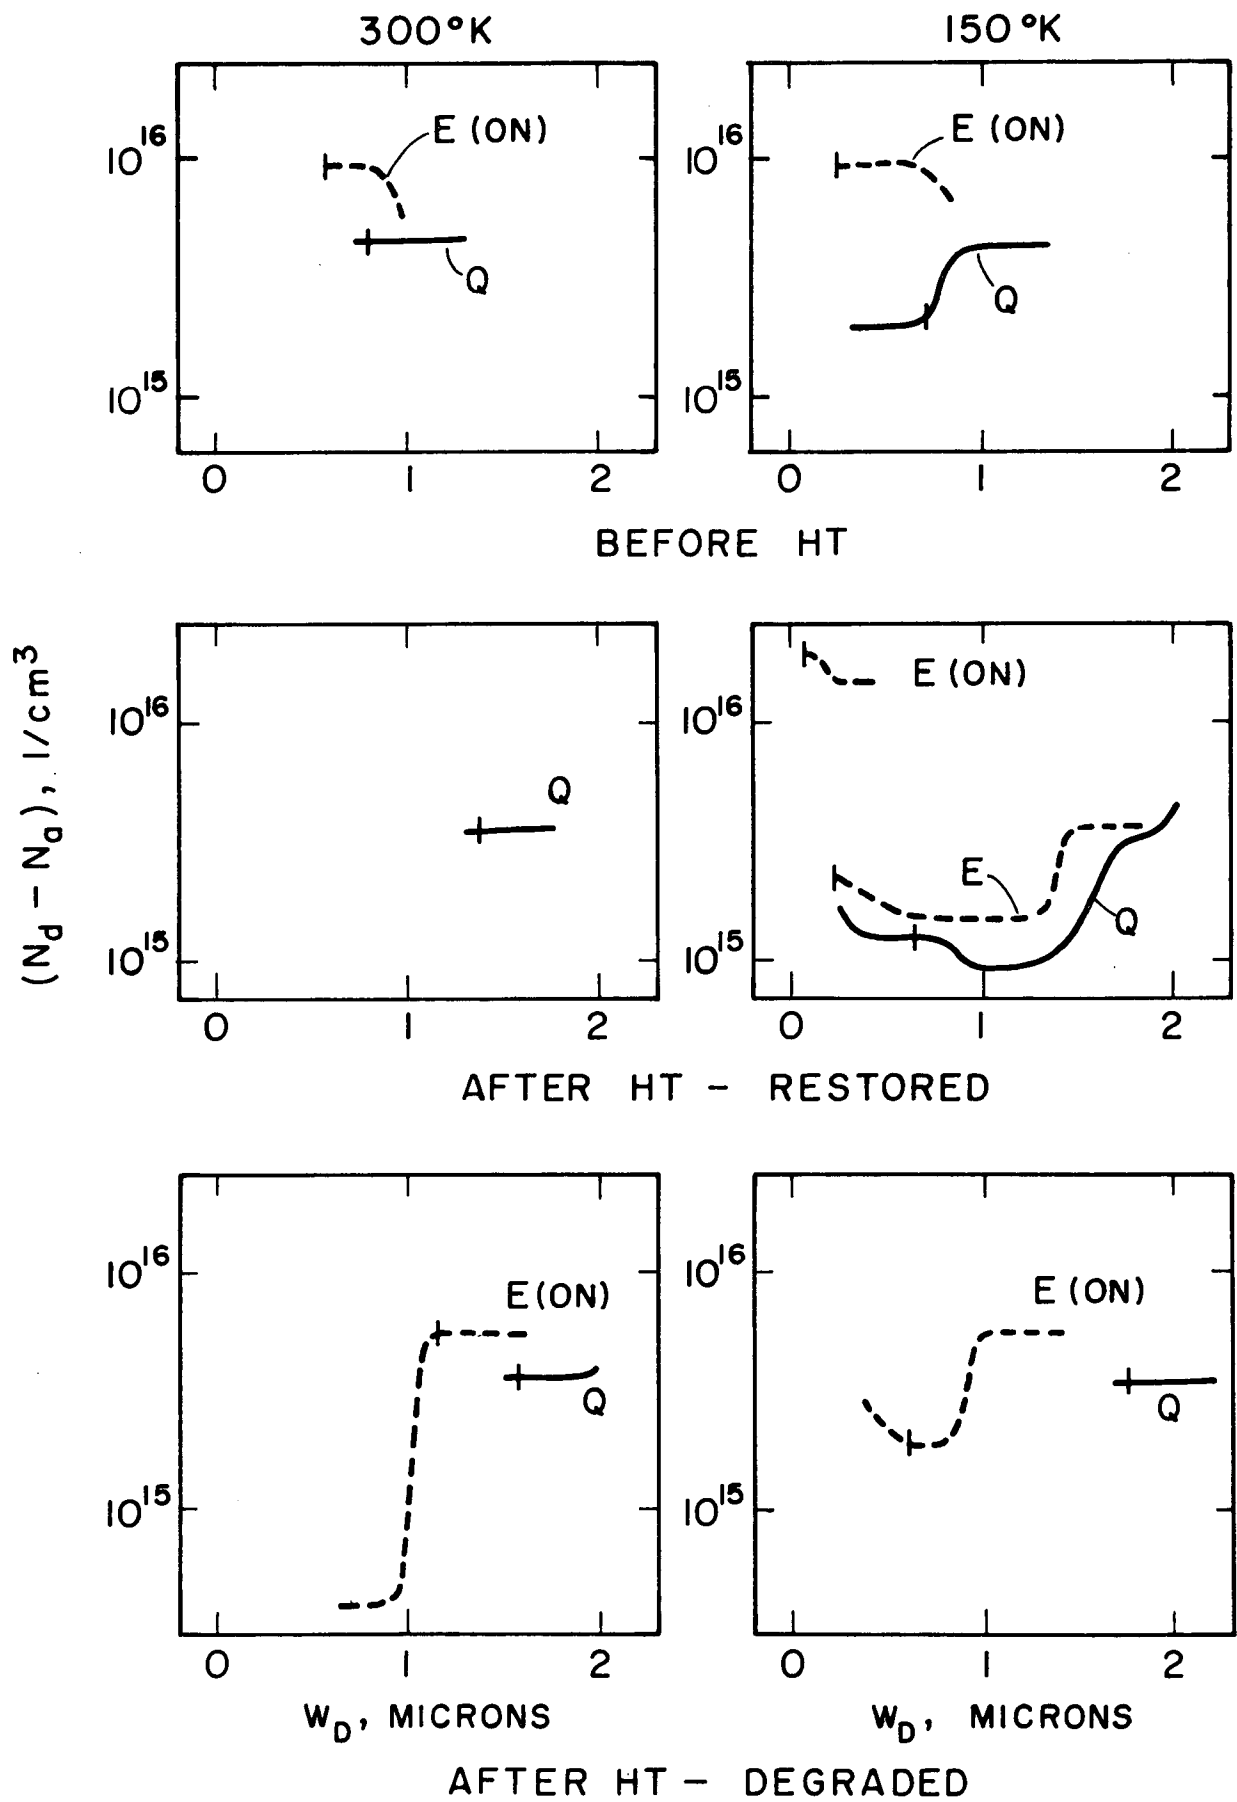 300°K
150°K
10^16
E (ON)
Q
10^15
0 1 2
10^16
E (ON)
Q
10^15
0 1 2
BEFORE HT
(N_d – N_a), 1/cm^3
10^16
Q
10^15
0 1 2
10^16
E (ON)
E
Q
10^15
0 1 2
AFTER HT – RESTORED
10^16
E (ON)
Q
10^15
0 1 2
W_D, MICRONS
10^16
E (ON)
Q
10^15
0 1 2
W_D, MICRONS
AFTER HT – DEGRADED